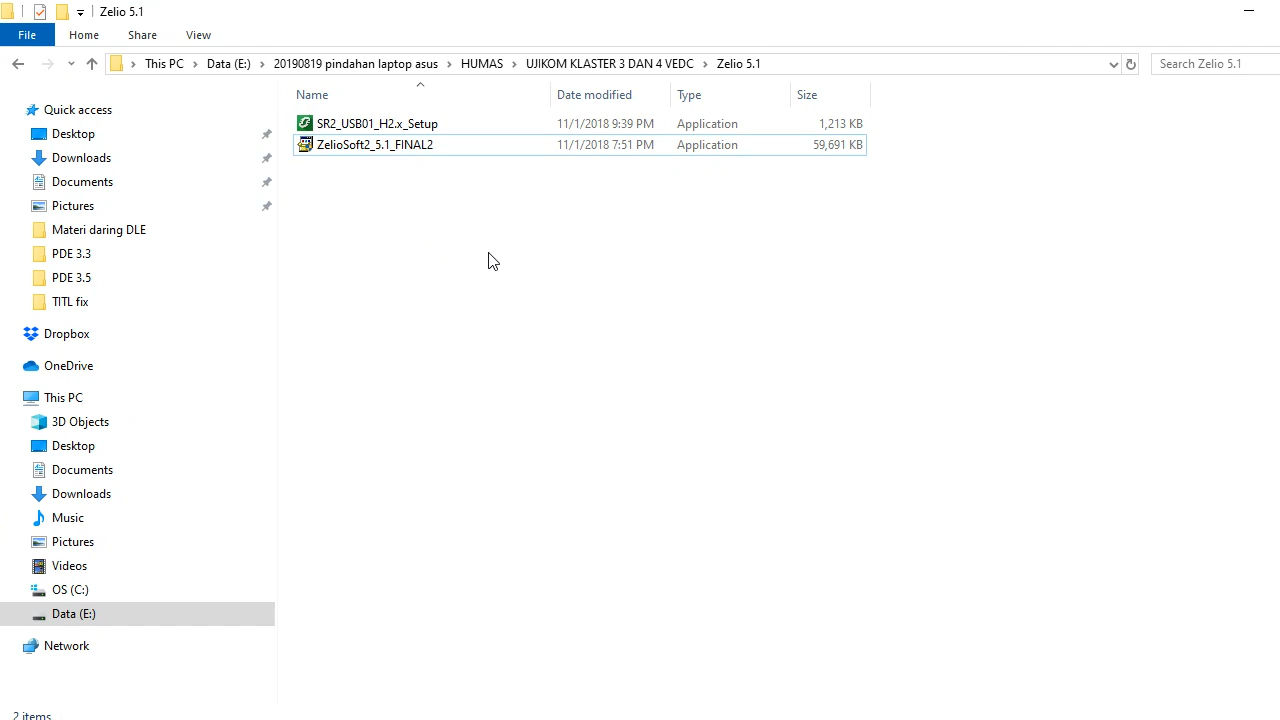 Zelio 5.1
File Home Share View
This PC Data (E:) 20190819 pindahan laptop asus HUMAS UJIKOM KLASTER 3 DAN 4 VEDC Zelio 5.1 Search Zelio 5.1
Name Date modified Type Size
SR2_USB01_H2.x_Setup 11/1/2018 9:39 PM Application 1,213 KB
ZelioSoft2_5.1_FINAL2 11/1/2018 7:51 PM Application 59,691 KB
Quick access
Desktop
Downloads
Documents
Pictures
Materi daring DLE
PDE 3.3
PDE 3.5
TITL fix
Dropbox
OneDrive
This PC
3D Objects
Desktop
Documents
Downloads
Music
Pictures
Videos
OS (C:)
Data (E:)
Network
2 items